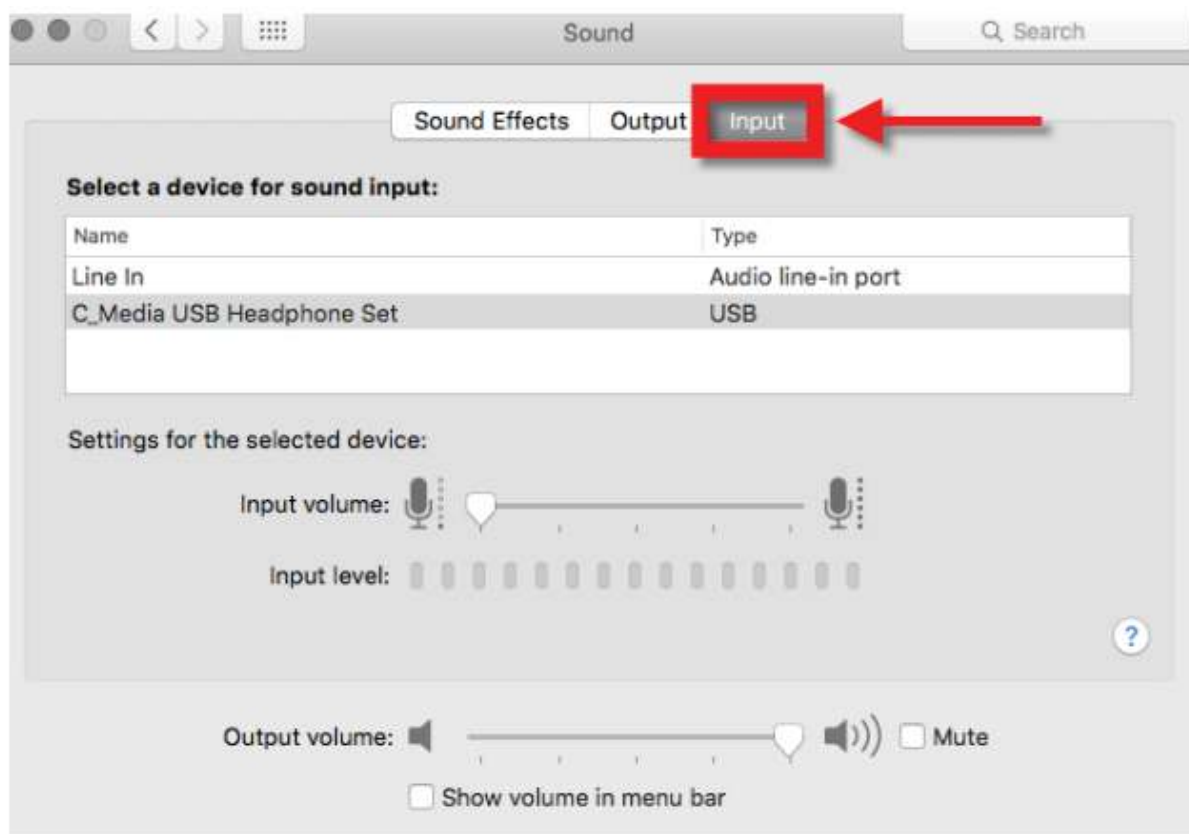 Sound
Search
Sound Effects Output Input
Select a device for sound input:
Name Type
Line In Audio line-in port
C_Media USB Headphone Set USB
Settings for the selected device:
Input volume:
Input level:
?
Output volume: Mute
Show volume in menu bar